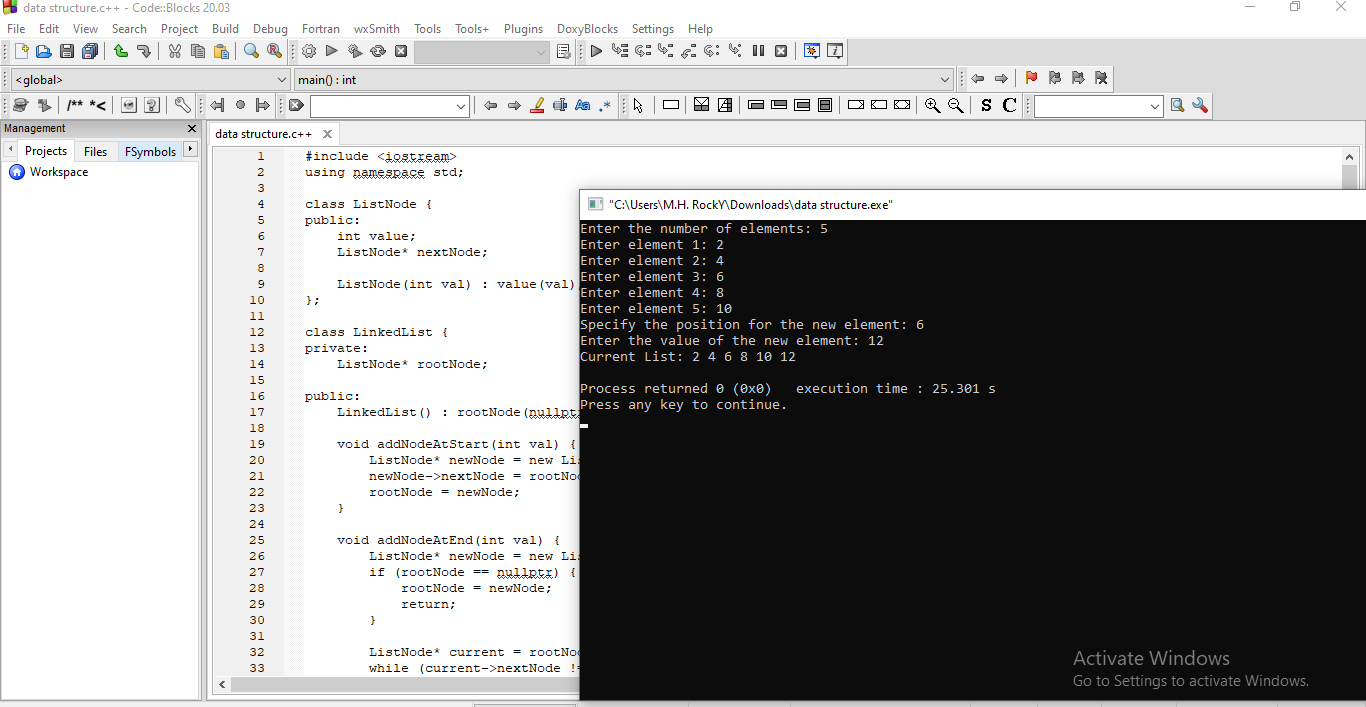 data structure.c++ - Code::Blocks 20.03
File Edit View Search Project Build Debug Fortran wxSmith Tools Tools+ Plugins DoxyBlocks Settings Help
<global> main() : int
/** *< Aa .* S C
Management
Projects Files FSymbols
Workspace
data structure.c++
1 #include <iostream>
2 using namespace std;
3
4 class ListNode {
5 public:
6 int value;
7 ListNode* nextNode;
8
9 ListNode(int val) : value(val)
10 };
11
12 class LinkedList {
13 private:
14 ListNode* rootNode;
15
16 public:
17 LinkedList() : rootNode(nullpt
18
19 void addNodeAtStart(int val) {
20 ListNode* newNode = new Li
21 newNode->nextNode = rootNo
22 rootNode = newNode;
23 }
24
25 void addNodeAtEnd(int val) {
26 ListNode* newNode = new Li
27 if (rootNode == nullptr) {
28 rootNode = newNode;
29 return;
30 }
31
32 ListNode* current = rootNo
33 while (current->nextNode !
"C:\Users\M.H. RockY\Downloads\data structure.exe"
Enter the number of elements: 5
Enter element 1: 2
Enter element 2: 4
Enter element 3: 6
Enter element 4: 8
Enter element 5: 10
Specify the position for the new element: 6
Enter the value of the new element: 12
Current List: 2 4 6 8 10 12
Process returned 0 (0x0) execution time : 25.301 s
Press any key to continue.
Activate Windows
Go to Settings to activate Windows.